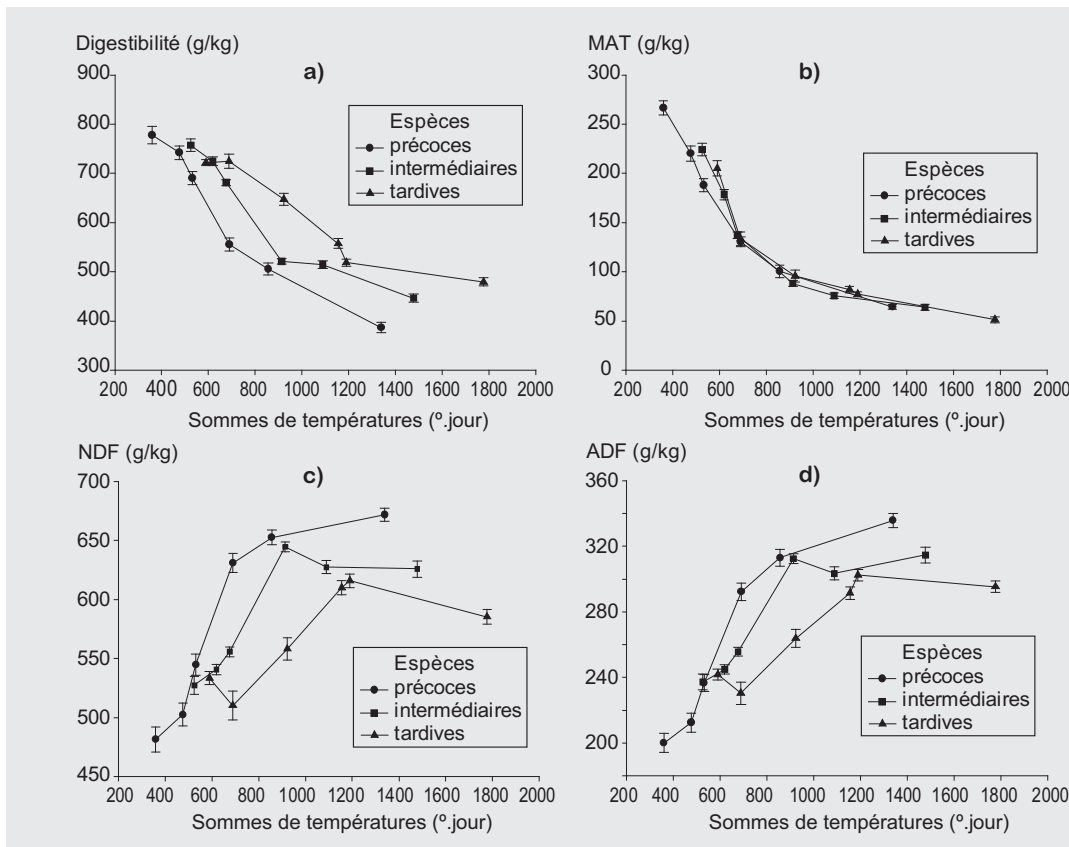 Digestibilité (g/kg)
a)
900
800
700
600
500
400
300
Espèces
précoces
intermédiaires
tardives
200 400 600 800 1000 1200 1400 1600 1800 2000
Sommes de températures (º.jour)
MAT (g/kg)
b)
300
250
200
150
100
50
0
Espèces
précoces
intermédiaires
tardives
200 400 600 800 1000 1200 1400 1600 1800 2000
Sommes de températures (º.jour)
NDF (g/kg)
c)
700
650
600
550
500
450
Espèces
précoces
intermédiaires
tardives
200 400 600 800 1000 1200 1400 1600 1800 2000
Sommes de températures (º.jour)
ADF (g/kg)
d)
360
320
280
240
200
Espèces
précoces
intermédiaires
tardives
200 400 600 800 1000 1200 1400 1600 1800 2000
Sommes de températures (º.jour)